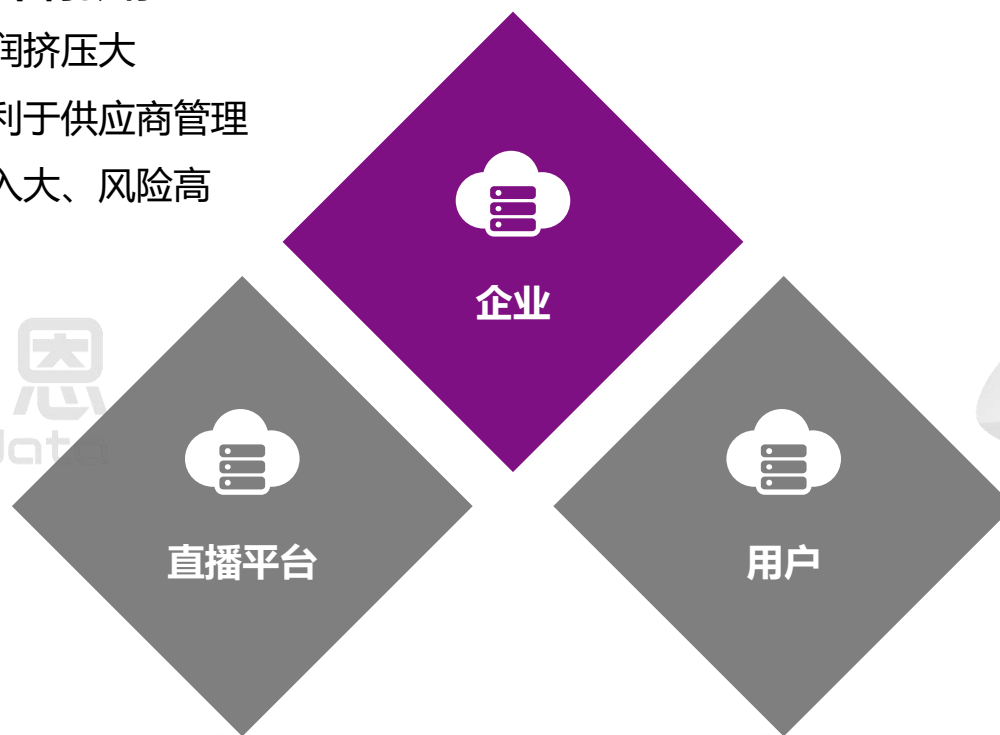 润挤压大
利于供应商管理
入大、风险高
企业
恩
data
直播平台
用户